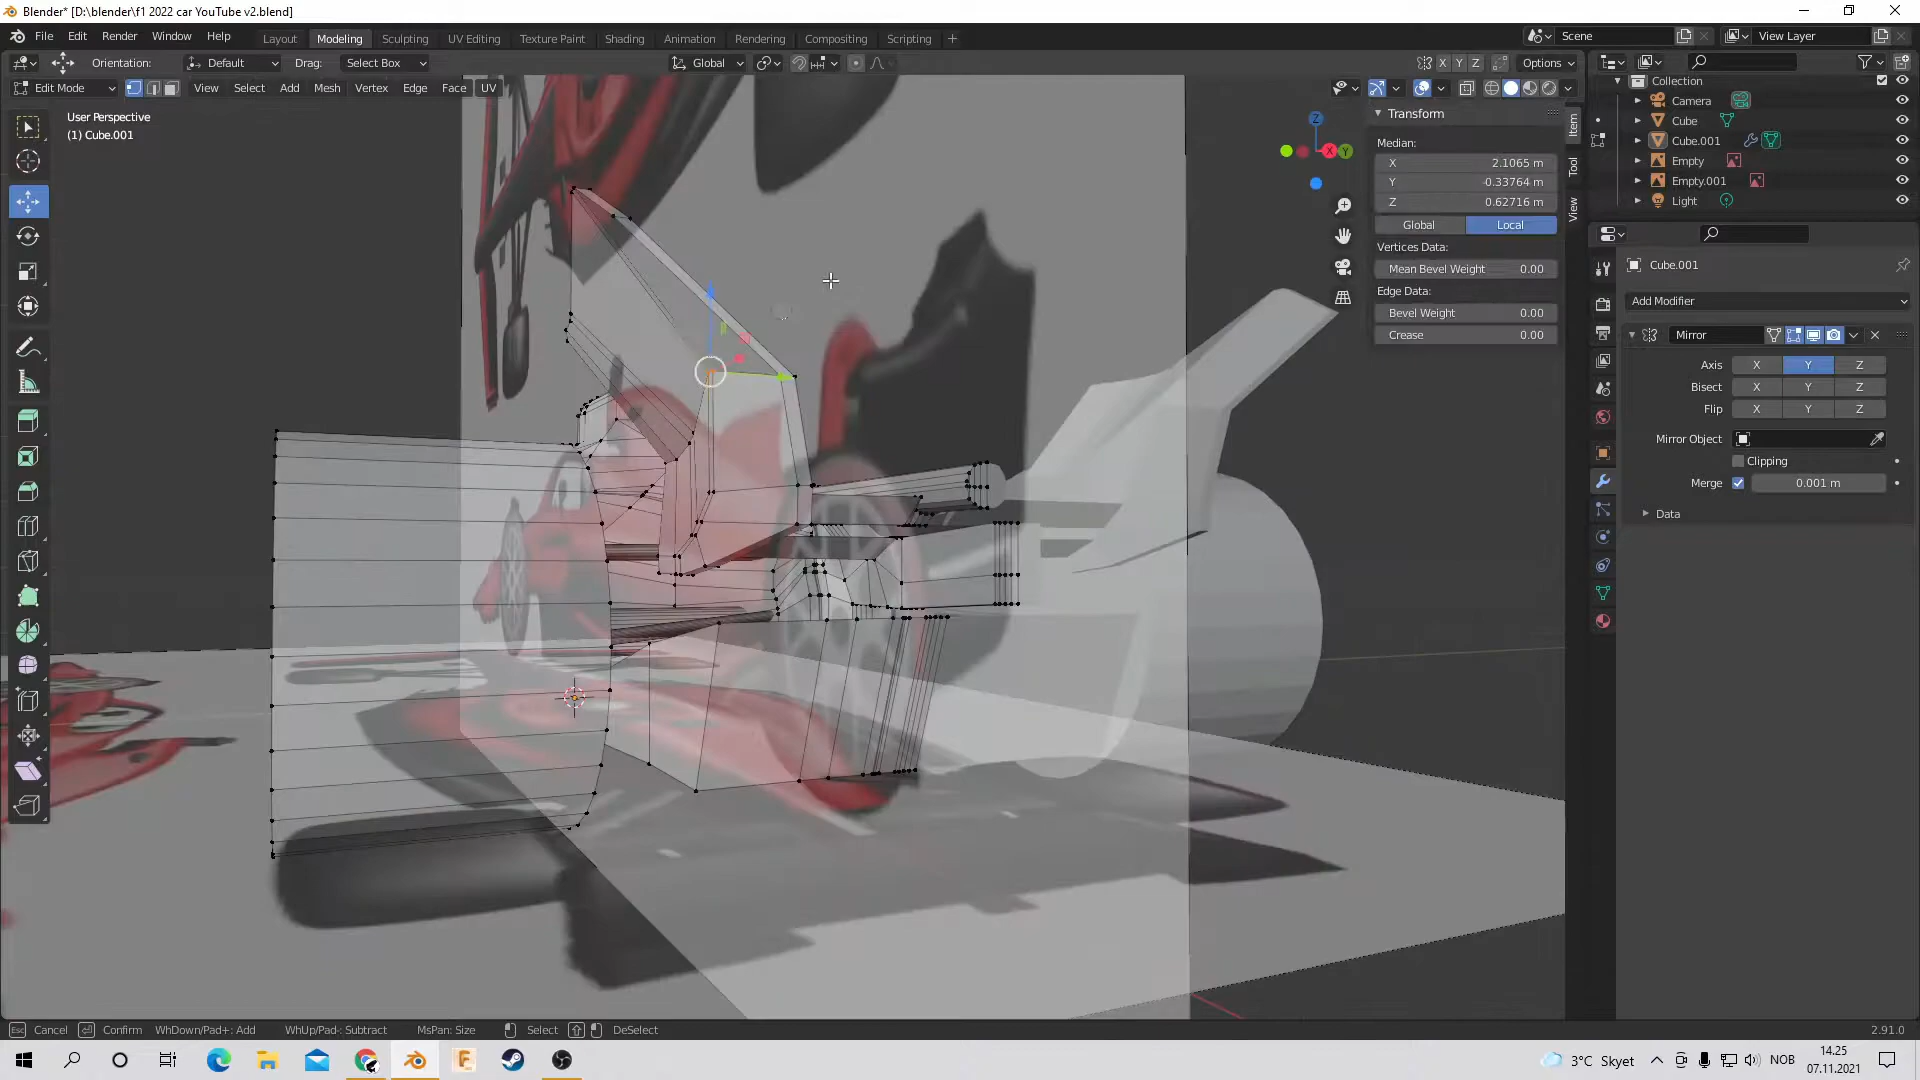 Blender* [D:\blender\f1 2022 car YouTube v2.blend]
File Edit Render Window Help Layout Modeling Sculpting UV Editing Texture Paint Shading Animation Rendering Compositing Scripting Scene View Layer
Orientation: Default Drag: Select Box Global X Y Z Options
Edit Mode View Select Add Mesh Vertex Edge Face UV
User Perspective
(1) Cube.001
Z X Y
Transform
Median:
X 2.1065 m
Y -0.33764 m
Z 0.62716 m
Global Local
Vertices Data:
Mean Bevel Weight 0.00
Edge Data:
Bevel Weight 0.00
Crease 0.00
Item
Tool
View
Collection
Camera
Cube
Cube.001
Empty
Empty.001
Light
Cube.001
Add Modifier
Mirror
Axis X Y Z
Bisect X Y Z
Flip X Y Z
Mirror Object
Clipping
Merge 0.001 m
Data
Esc Cancel Confirm WhDown/Pad+: Add WhUp/Pad-: Subtract MsPan: Size Select DeSelect 2.91.0
3°C Skyet NOB 14.25
07.11.2021